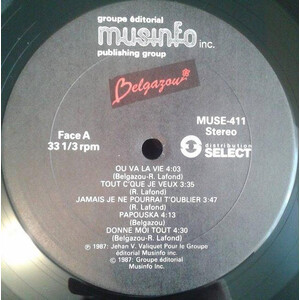 groupe éditorial
musinfo inc.
publishing group
Belgazou
Face A
33 1/3 rpm
MUSE-411
Stereo
distribution
SELECT
OU VA LA VIE 4:03
(Belgazou-R. Lafond)
TOUT C'QUE JE VEUX 3:35
(R. Lafond)
JAMAIS JE NE POURRAI T'OUBLIER 3:47
(R. Lafond)
PAPOUSKA 4:13
(Belgazou)
DONNE MOI TOUT 4:30
(Belgazou-R. Lafond)
℗ 1987: Jehan V. Valiquet Pour le Groupe
éditorial Musinfo Inc.
© 1987: Groupe éditorial
Musinfo Inc.